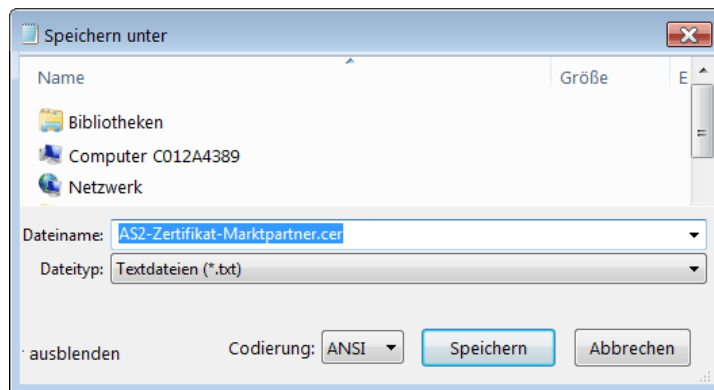 Speichern unter
Name Größe E
Bibliotheken
Computer C012A4389
Netzwerk
Dateiname: AS2-Zertifikat-Marktpartner.cer
Dateityp: Textdateien (*.txt)
ausblenden Codierung: ANSI Speichern Abbrechen